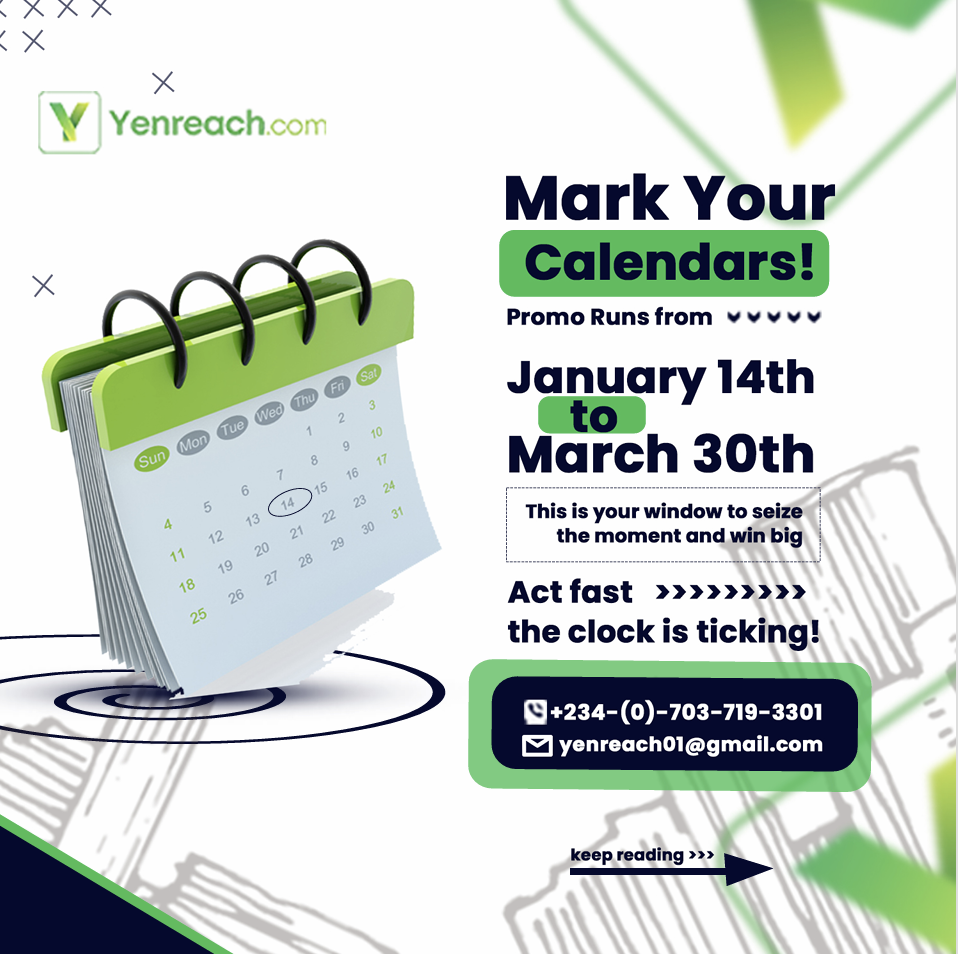 Yenreach.com
Mark Your
Calendars!
Promo Runs from
January 14th
to
March 30th
This is your window to seize
the moment and win big
Act fast >>>>>>>>>
the clock is ticking!
+234-(0)-703-719-3301
yenreach01@gmail.com
keep reading >>>
Sun Mon Tue Wed Thu Fri Sat
1 2 3
4 5 6 7 8 9 10
11 12 13 14 15 16 17
18 19 20 21 22 23 24
25 26 27 28 29 30 31